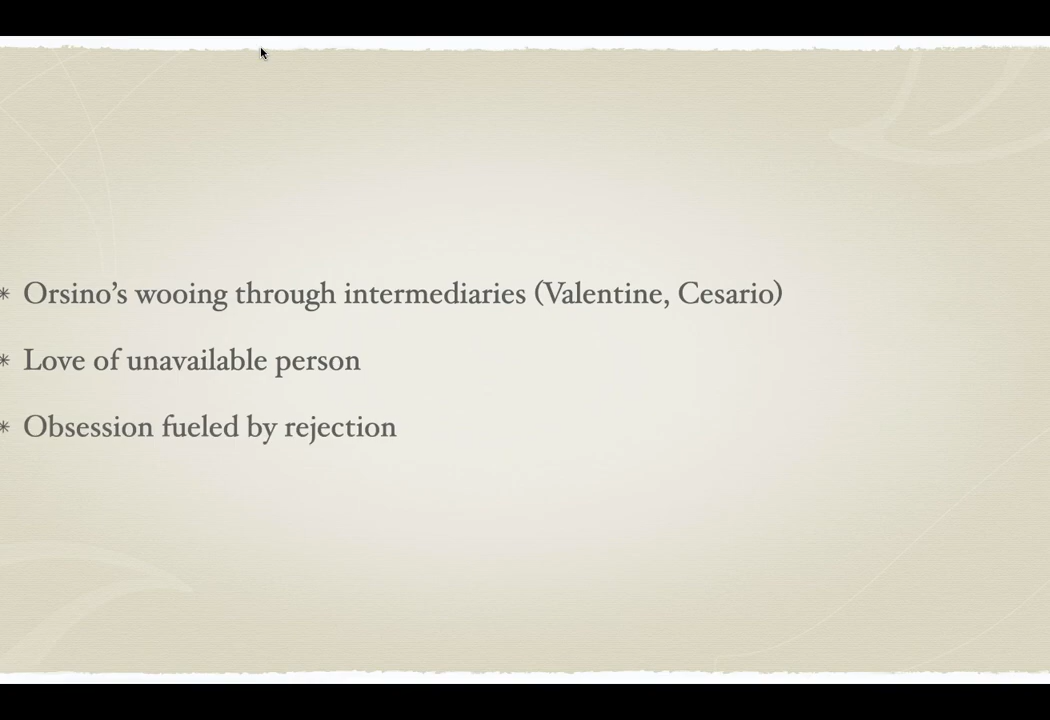 * Orsino’s wooing through intermediaries (Valentine, Cesario)
* Love of unavailable person
* Obsession fueled by rejection